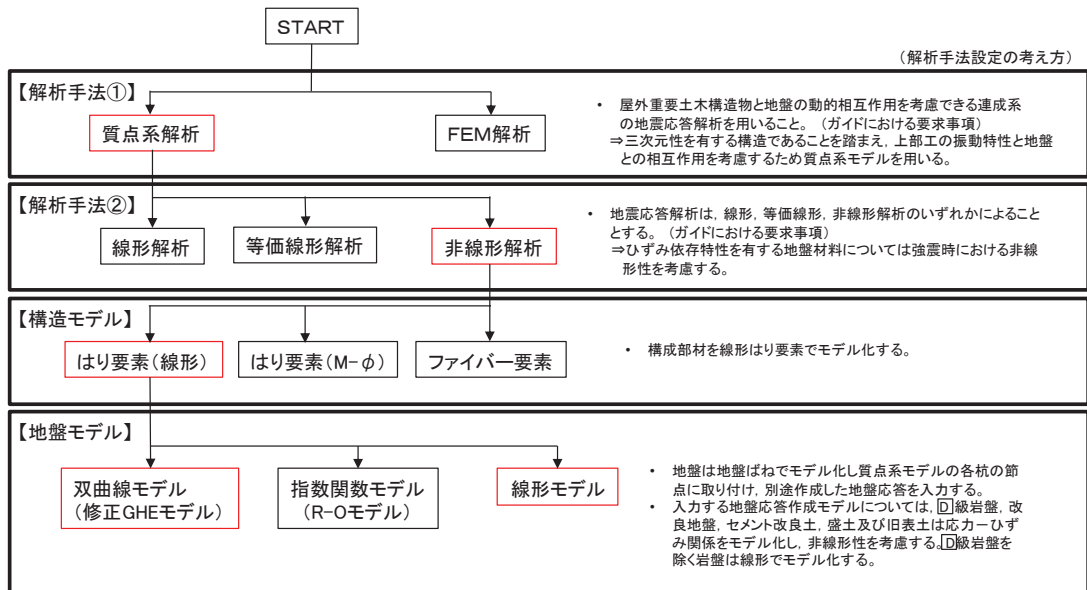 START
(解析手法設定の考え方)
【解析手法①】
質点系解析
FEM解析
・ 屋外重要土木構造物と地盤の動的相互作用を考慮できる連成系
の地震応答解析を用いること。（ガイドにおける要求事項）
⇒三次元性を有する構造であることを踏まえ，上部工の振動特性と地盤
との相互作用を考慮するため質点系モデルを用いる。
【解析手法②】
線形解析
等価線形解析
非線形解析
・ 地震応答解析は，線形，等価線形，非線形解析のいずれかによること
とする。（ガイドにおける要求事項）
⇒ひずみ依存特性を有する地盤材料については強震時における非線
形性を考慮する。
【構造モデル】
はり要素(線形)
はり要素(M-φ)
ファイバー要素
・ 構成部材を線形はり要素でモデル化する。
【地盤モデル】
双曲線モデル
(修正GHEモデル)
指数関数モデル
(R-Oモデル)
線形モデル
・ 地盤は地盤ばねでモデル化し質点系モデルの各杭の節
点に取り付け，別途作成した地盤応答を入力する。
・ 入力する地盤応答作成モデルについては，D級岩盤，改
良地盤，セメント改良土，盛土及び旧表土は応力ーひず
み関係をモデル化し，非線形性を考慮する。D級岩盤を
除く岩盤は線形でモデル化する。